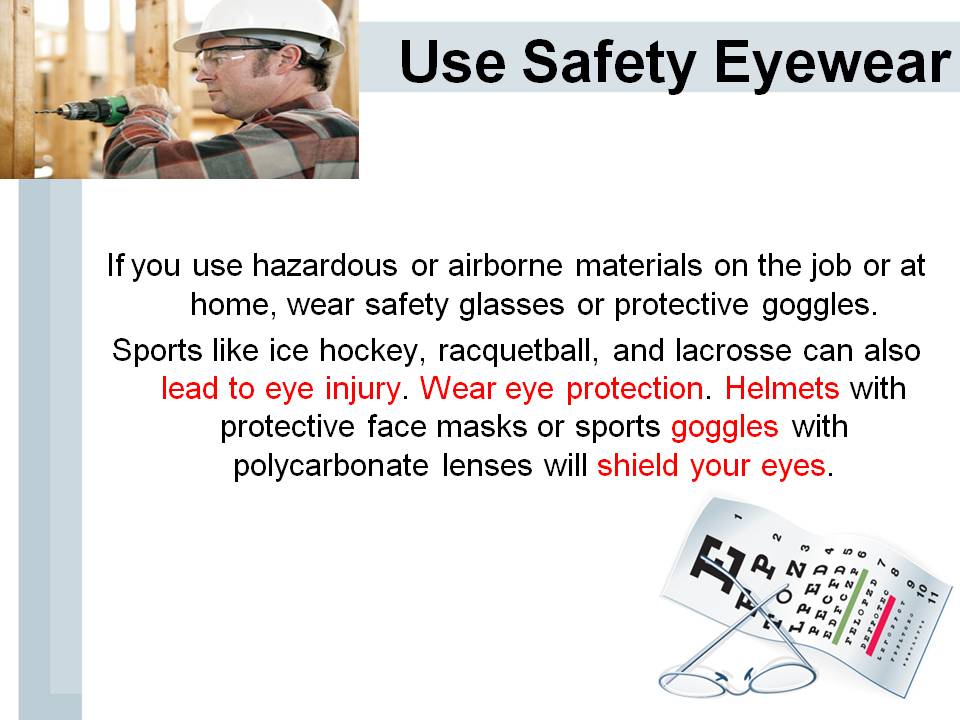 Use Safety Eyewear
If you use hazardous or airborne materials on the job or at
home, wear safety glasses or protective goggles.
Sports like ice hockey, racquetball, and lacrosse can also
lead to eye injury. Wear eye protection. Helmets with
protective face masks or sports goggles with
polycarbonate lenses will shield your eyes.
E 1
F P 2
T O Z 3
L P E D 4
P E C F D 5
E D F C Z P 6
F E L O P Z D 7
D E F P O T E C 8
9
10
11